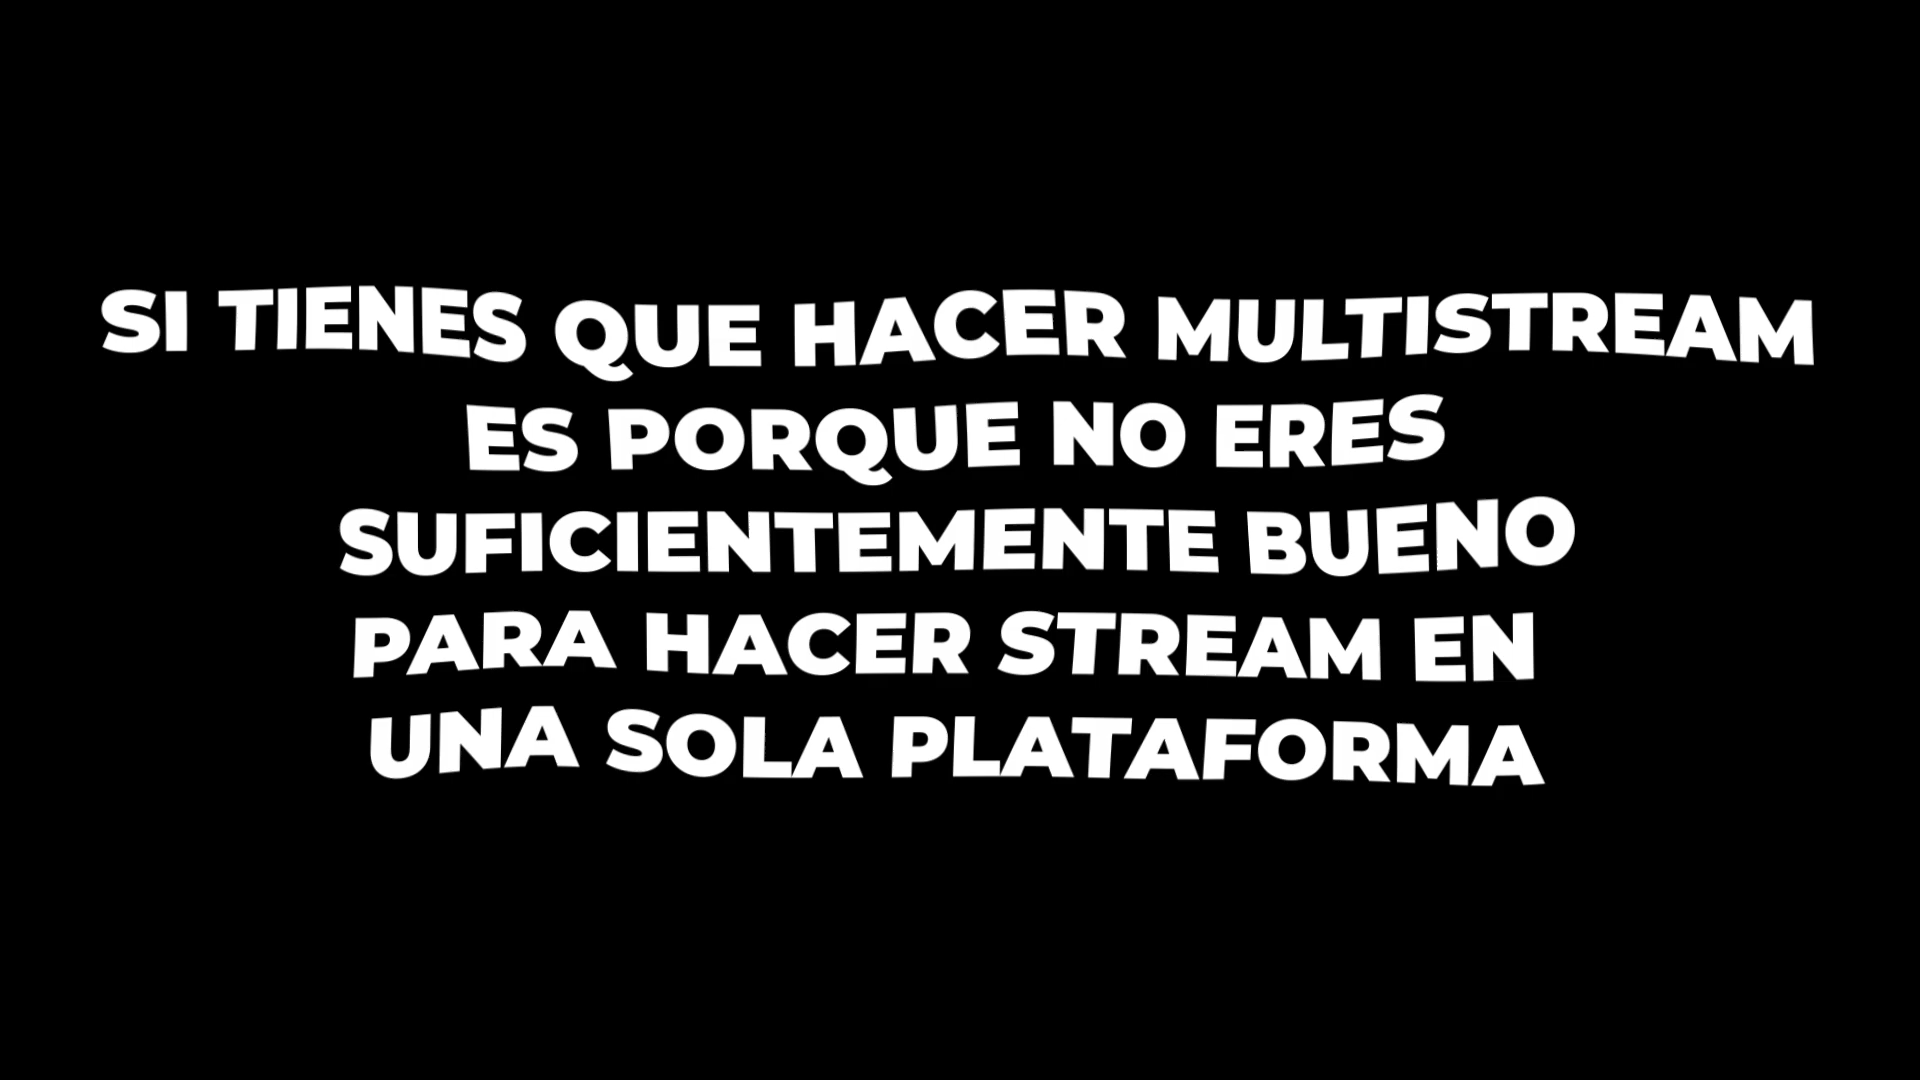 SI TIENES QUE HACER MULTISTREAM
ES PORQUE NO ERES
SUFICIENTEMENTE BUENO
PARA HACER STREAM EN
UNA SOLA PLATAFORMA